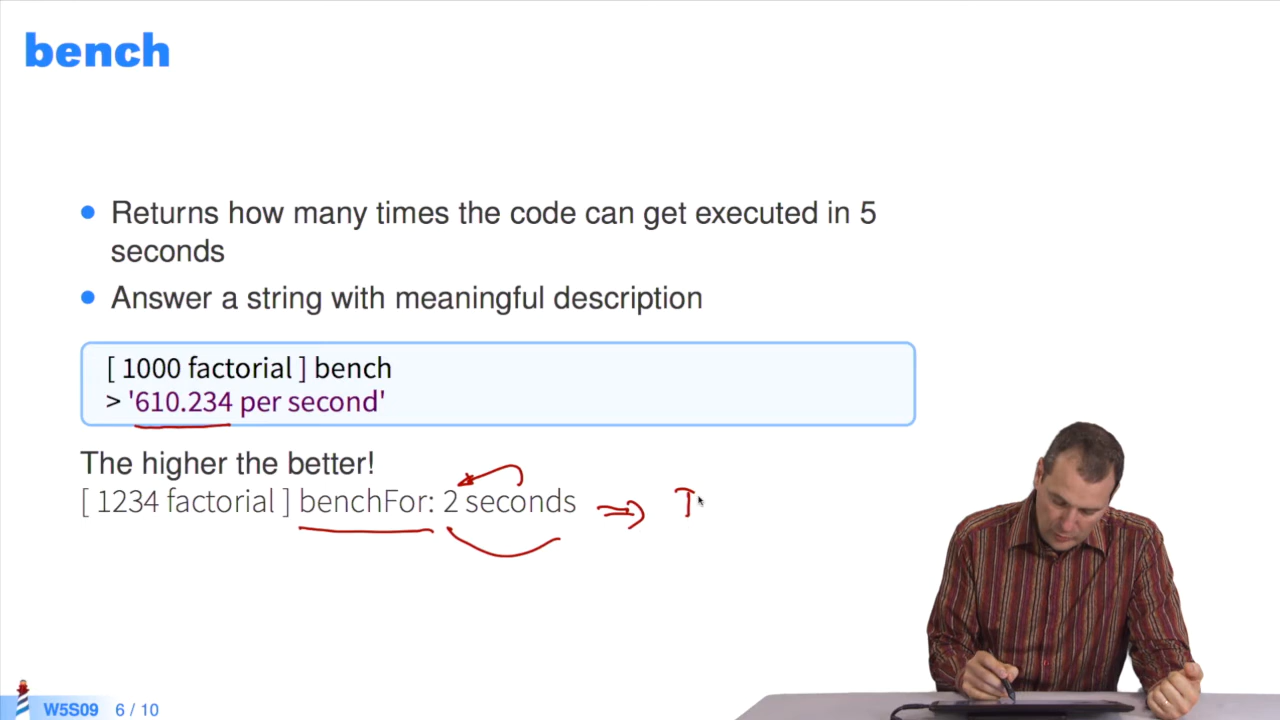 bench
Returns how many times the code can get executed in 5
seconds
Answer a string with meaningful description
[ 1000 factorial ] bench
> '610.234 per second'
The higher the better!
[ 1234 factorial ] benchFor: 2 seconds ⇒ T
W5S09 6 / 10